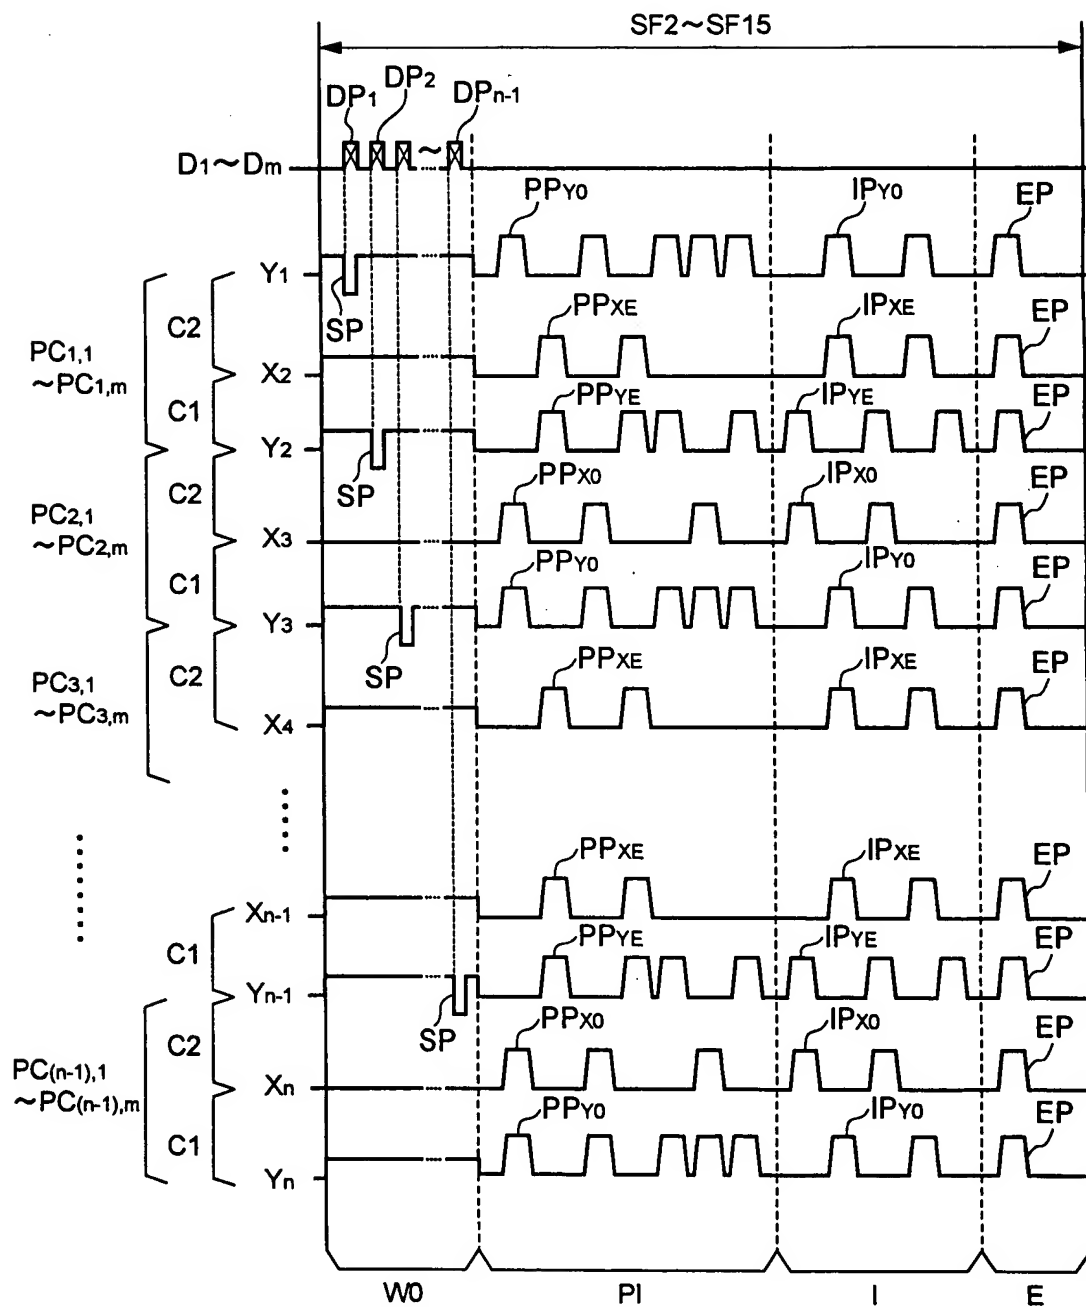 SF2~SF15
DP1
DP2
DPn-1
D1~Dm
~
PPY0
IPY0
EP
Y1
SP
C2
PPXE
IPXE
EP
PC1,1
~PC1,m
X2
C1
PPYE
IPYE
EP
Y2
SP
C2
PPX0
IPX0
EP
PC2,1
~PC2,m
X3
C1
PPY0
IPY0
EP
Y3
SP
C2
PPXE
IPXE
EP
PC3,1
~PC3,m
X4
PPXE
IPXE
EP
Xn-1
C1
PPYE
IPYE
EP
Yn-1
SP
C2
PPX0
IPX0
EP
PC(n-1),1
~PC(n-1),m
Xn
C1
PPY0
IPY0
EP
Yn
W0 PI I E